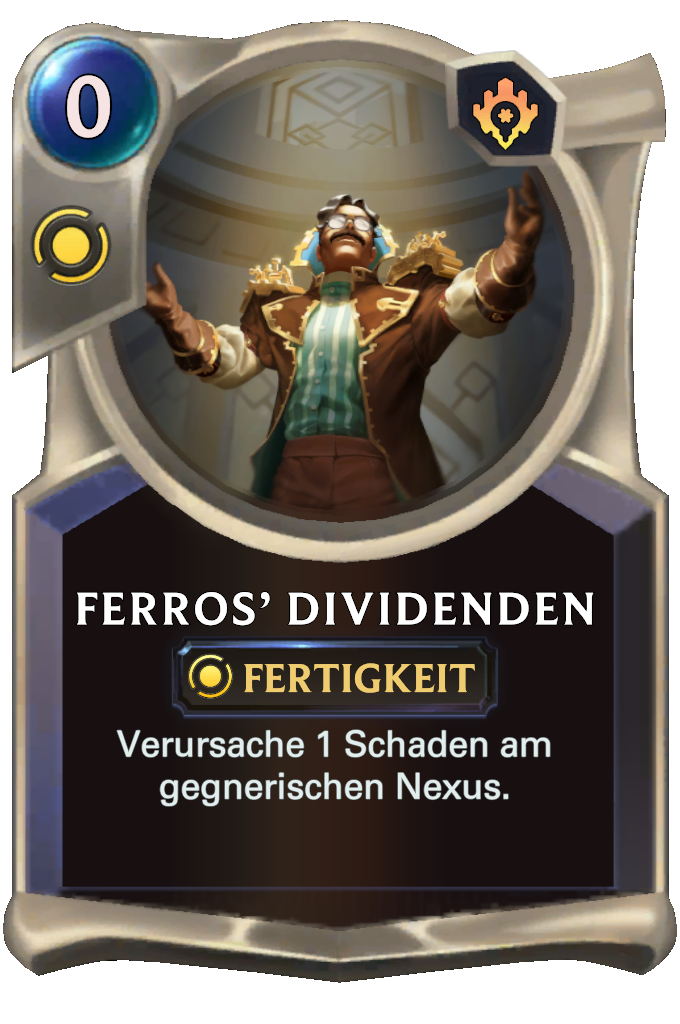 0
FERROS’ DIVIDENDEN
FERTIGKEIT
Verursache 1 Schaden am
gegnerischen Nexus.